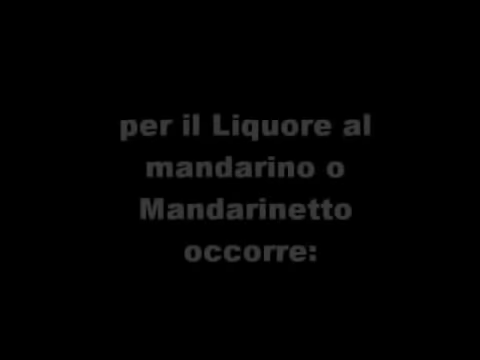 per il Liquore al
mandarino o
Mandarinetto
occorre: